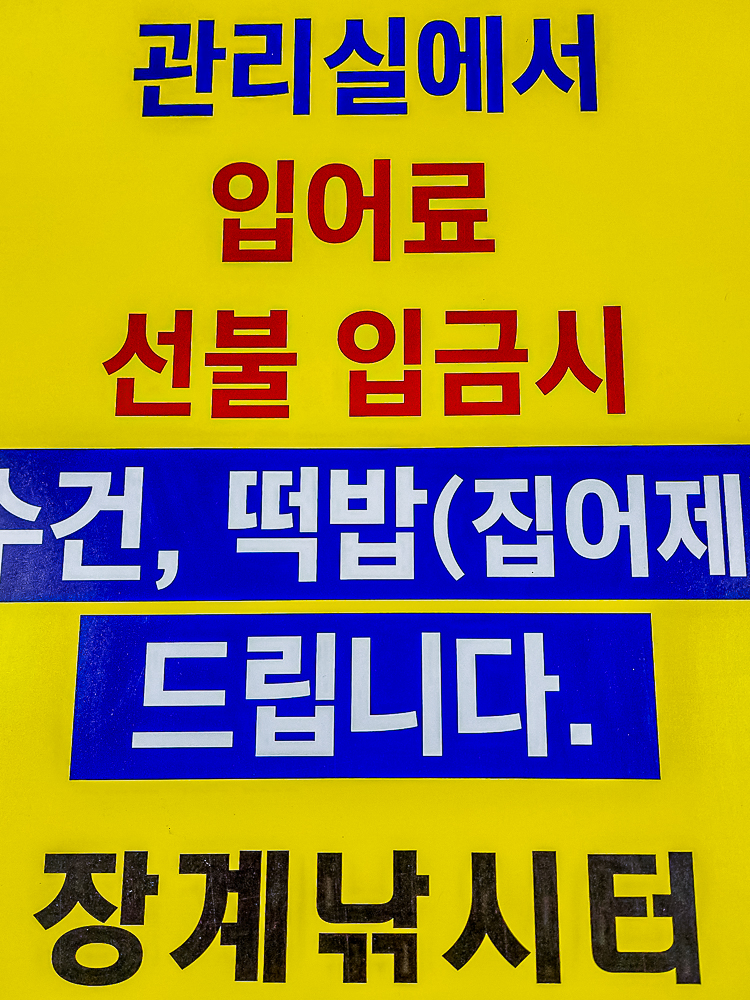 관리실에서
입어료
선불 입금시
수건, 떡밥(집어제
드립니다.
장계낚시터